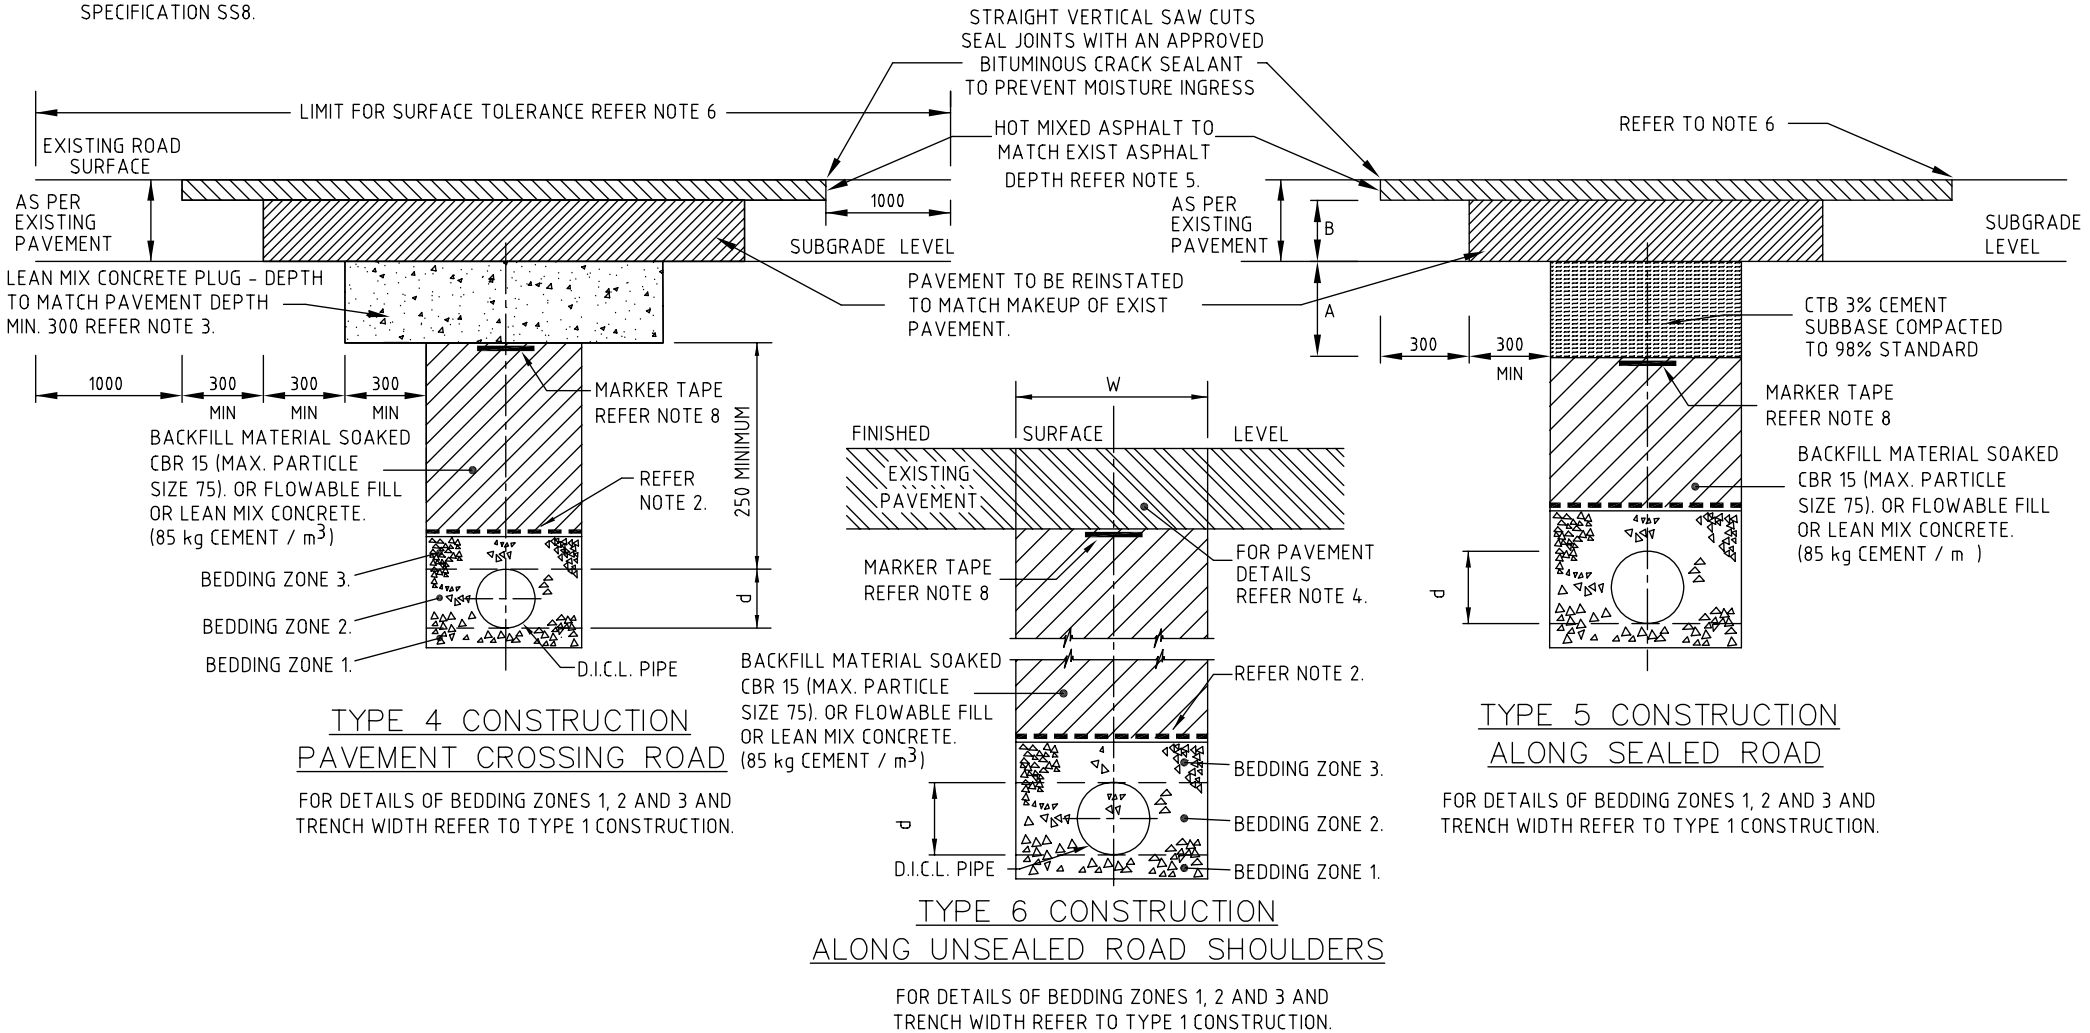 SPECIFICATION SS8.
STRAIGHT VERTICAL SAW CUTS
SEAL JOINTS WITH AN APPROVED
BITUMINOUS CRACK SEALANT
TO PREVENT MOISTURE INGRESS
LIMIT FOR SURFACE TOLERANCE REFER NOTE 6
HOT MIXED ASPHALT TO
MATCH EXIST ASPHALT
DEPTH REFER NOTE 5.
REFER TO NOTE 6
EXISTING ROAD
SURFACE
AS PER
EXISTING
PAVEMENT
1000
SUBGRADE LEVEL
AS PER
EXISTING
PAVEMENT
B
A
SUBGRADE
LEVEL
LEAN MIX CONCRETE PLUG - DEPTH
TO MATCH PAVEMENT DEPTH
MIN. 300 REFER NOTE 3.
PAVEMENT TO BE REINSTATED
TO MATCH MAKEUP OF EXIST
PAVEMENT.
CTB 3% CEMENT
SUBBASE COMPACTED
TO 98% STANDARD
1000
300
MIN
300
MIN
300
MIN
MARKER TAPE
REFER NOTE 8
250 MINIMUM
300
300
MIN
MARKER TAPE
REFER NOTE 8
BACKFILL MATERIAL SOAKED
CBR 15 (MAX. PARTICLE
SIZE 75). OR FLOWABLE FILL
OR LEAN MIX CONCRETE.
(85 kg CEMENT / m3)
REFER
NOTE 2.
BEDDING ZONE 3.
BEDDING ZONE 2.
BEDDING ZONE 1.
d
D.I.C.L. PIPE
TYPE 4 CONSTRUCTION
PAVEMENT CROSSING ROAD
FOR DETAILS OF BEDDING ZONES 1, 2 AND 3 AND
TRENCH WIDTH REFER TO TYPE 1 CONSTRUCTION.
W
FINISHED SURFACE LEVEL
EXISTING
PAVEMENT
MARKER TAPE
REFER NOTE 8
FOR PAVEMENT
DETAILS
REFER NOTE 4.
BACKFILL MATERIAL SOAKED
CBR 15 (MAX. PARTICLE
SIZE 75). OR FLOWABLE FILL
OR LEAN MIX CONCRETE.
(85 kg CEMENT / m3)
REFER NOTE 2.
BEDDING ZONE 3.
BEDDING ZONE 2.
BEDDING ZONE 1.
d
D.I.C.L. PIPE
TYPE 6 CONSTRUCTION
ALONG UNSEALED ROAD SHOULDERS
FOR DETAILS OF BEDDING ZONES 1, 2 AND 3 AND
TRENCH WIDTH REFER TO TYPE 1 CONSTRUCTION.
BACKFILL MATERIAL SOAKED
CBR 15 (MAX. PARTICLE
SIZE 75). OR FLOWABLE FILL
OR LEAN MIX CONCRETE.
(85 kg CEMENT / m )
d
TYPE 5 CONSTRUCTION
ALONG SEALED ROAD
FOR DETAILS OF BEDDING ZONES 1, 2 AND 3 AND
TRENCH WIDTH REFER TO TYPE 1 CONSTRUCTION.